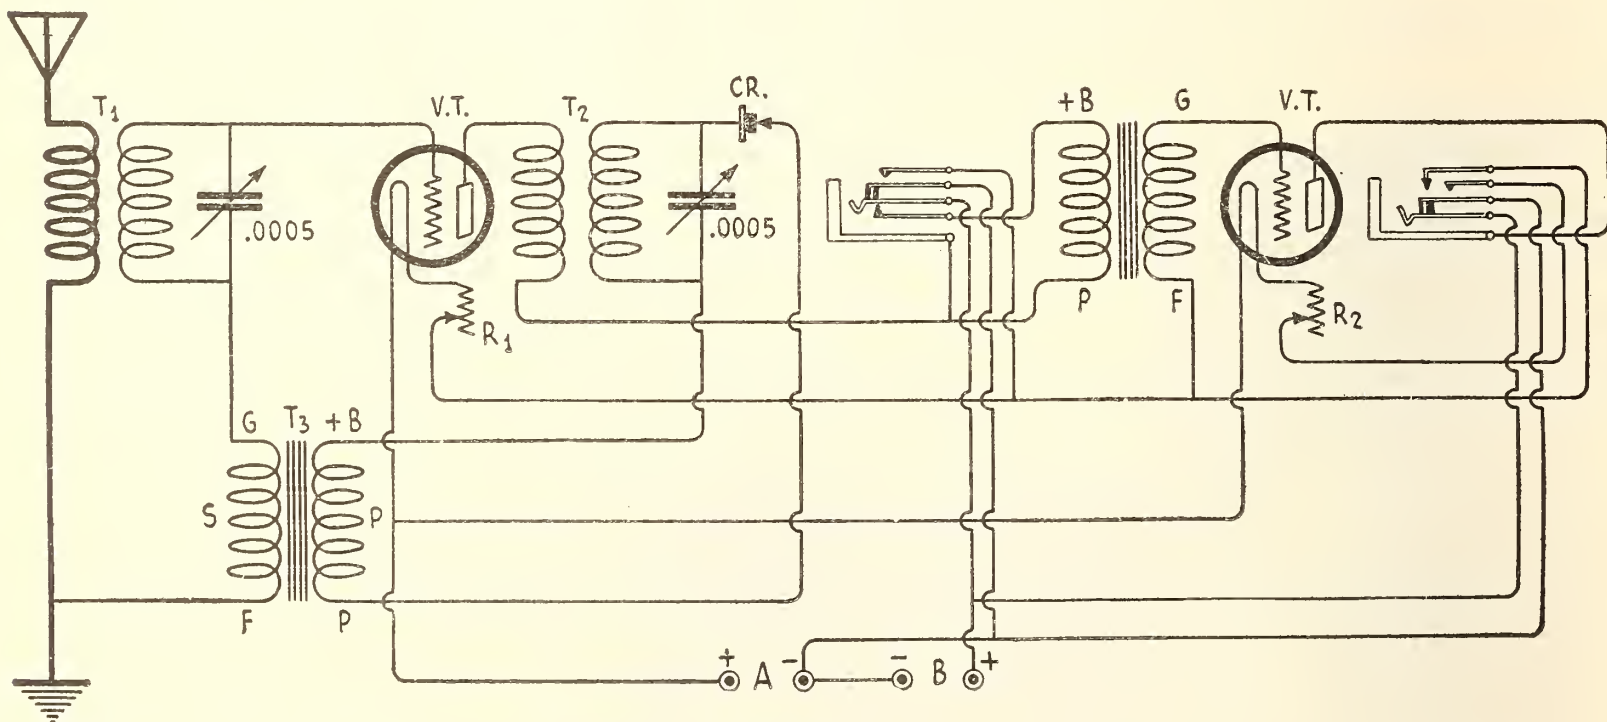 T1
V.T.
T2
CR.
+B
G
V.T.
.0005
.0005
R1
P
F
R2
G
T3
+B
S
P
F
P
+
A
-
-
B
+